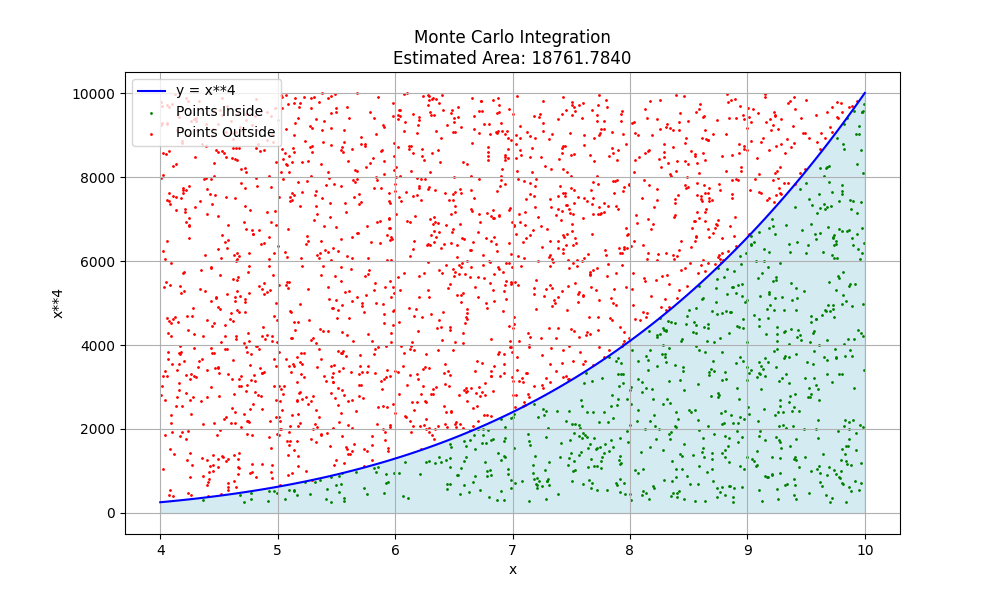 Monte Carlo Integration
Estimated Area: 18761.7840
y = x**4
Points Inside
Points Outside
10000
8000
6000
4000
2000
0
x**4
4 5 6 7 8 9 10
x